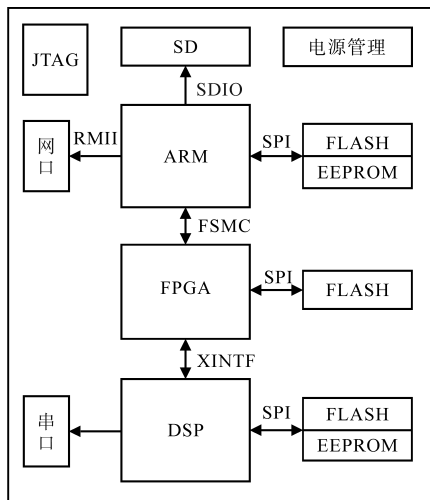 JTAG
SD
电源管理
SDIO
网口
RMII
ARM
SPI
FLASH
EEPROM
FSMC
FPGA
SPI
FLASH
XINTF
串口
DSP
SPI
FLASH
EEPROM